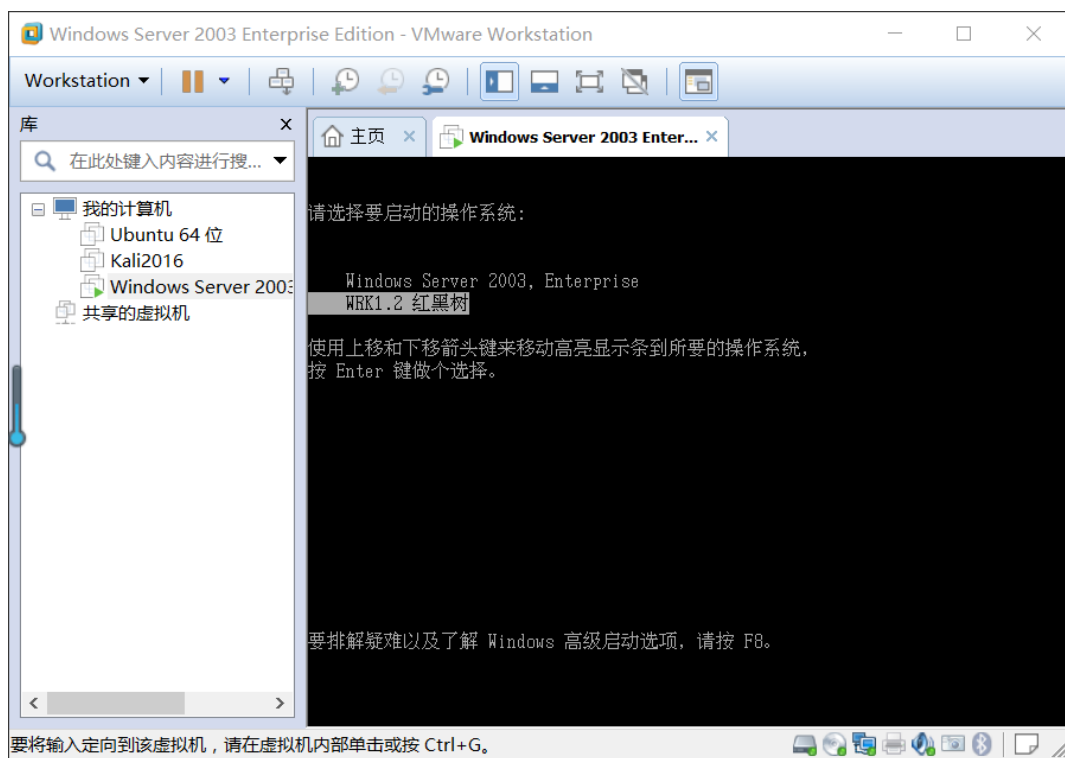 Windows Server 2003 Enterprise Edition - VMware Workstation
Workstation
库
主页
Windows Server 2003 Enter...
在此处键入内容进行搜...
我的计算机
Ubuntu 64 位
Kali2016
Windows Server 2003
共享的虚拟机
请选择要启动的操作系统:
Windows Server 2003, Enterprise
WRK1.2 红黑树
使用上移和下移箭头键来移动高亮显示条到所要的操作系统,
按 Enter 键做个选择。
要排解疑难以及了解 Windows 高级启动选项, 请按 F8。
要将输入定向到该虚拟机，请在虚拟机内部单击或按 Ctrl+G。